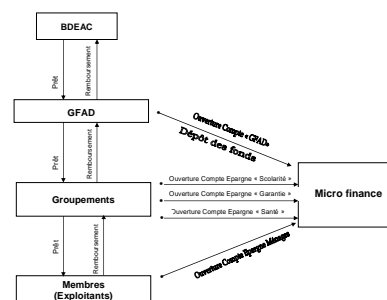 BDEAC
Prêt
Remboursement
GFAD
Ouverture Compte « GFAD»
Dépôt des fonds
Prêt
Remboursement
Ouverture Compte Epargne « Scolarité »
Groupements
Ouverture Compte Epargne « Garantie »
Micro finance
Ouverture Compte Epargne « Santé »
Prêt
Remboursement
Ouverture Compte Epargne Ménages
Membres
(Exploitants)